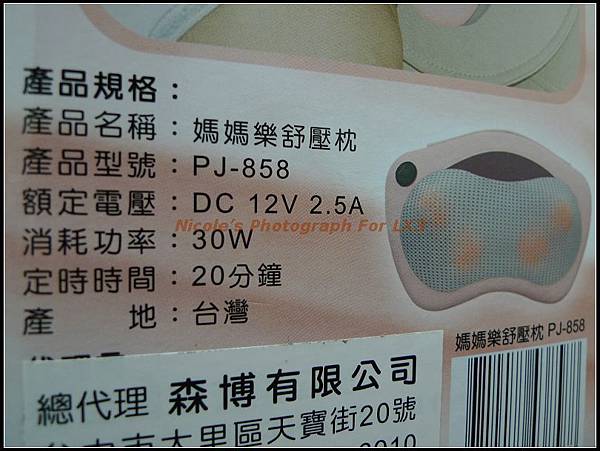 產品規格：
產品名稱：媽媽樂舒壓枕
產品型號：PJ-858
額定電壓：DC 12V 2.5A
Nicole's Photograph For LKJ
消耗功率：30W
定時時間：20分鐘
產 地：台灣
媽媽樂舒壓枕 PJ-858
總代理 森博有限公司
大里區天寶街20號